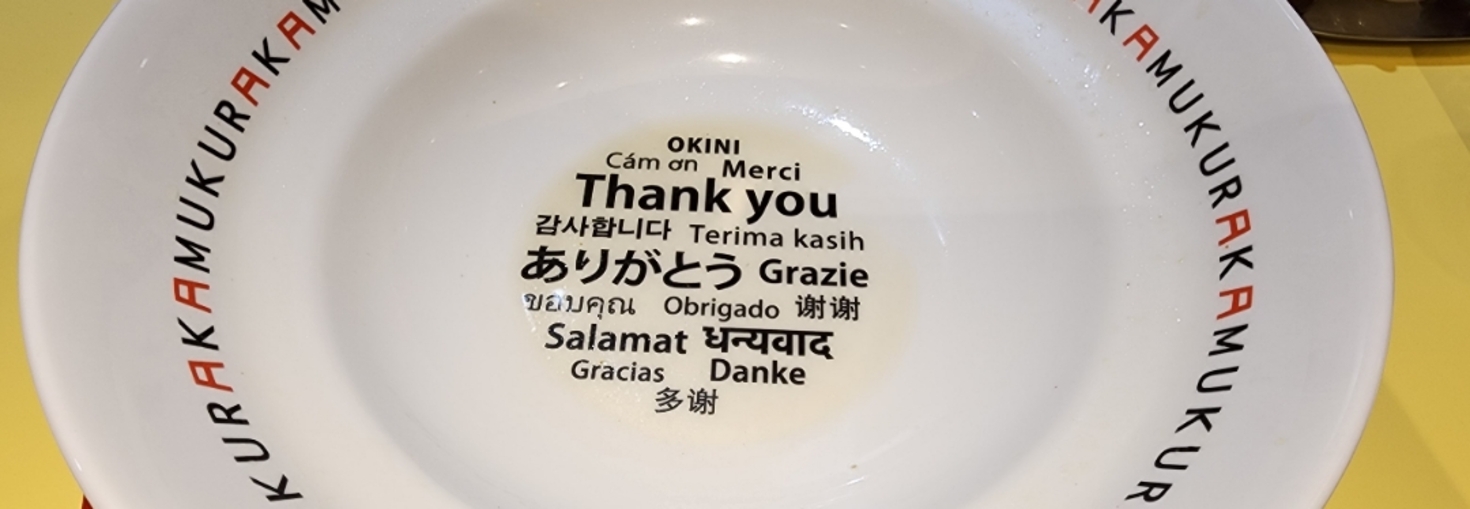 KURAKAMUKURAKAM
OKINI
Cám ơn Merci
Thank you
감사합니다 Terima kasih
ありがとう Grazie
ขอบคุณ Obrigado 谢谢
Salamat धन्यवाद
Gracias Danke
多谢
AKAMUKURAKAMUKUR